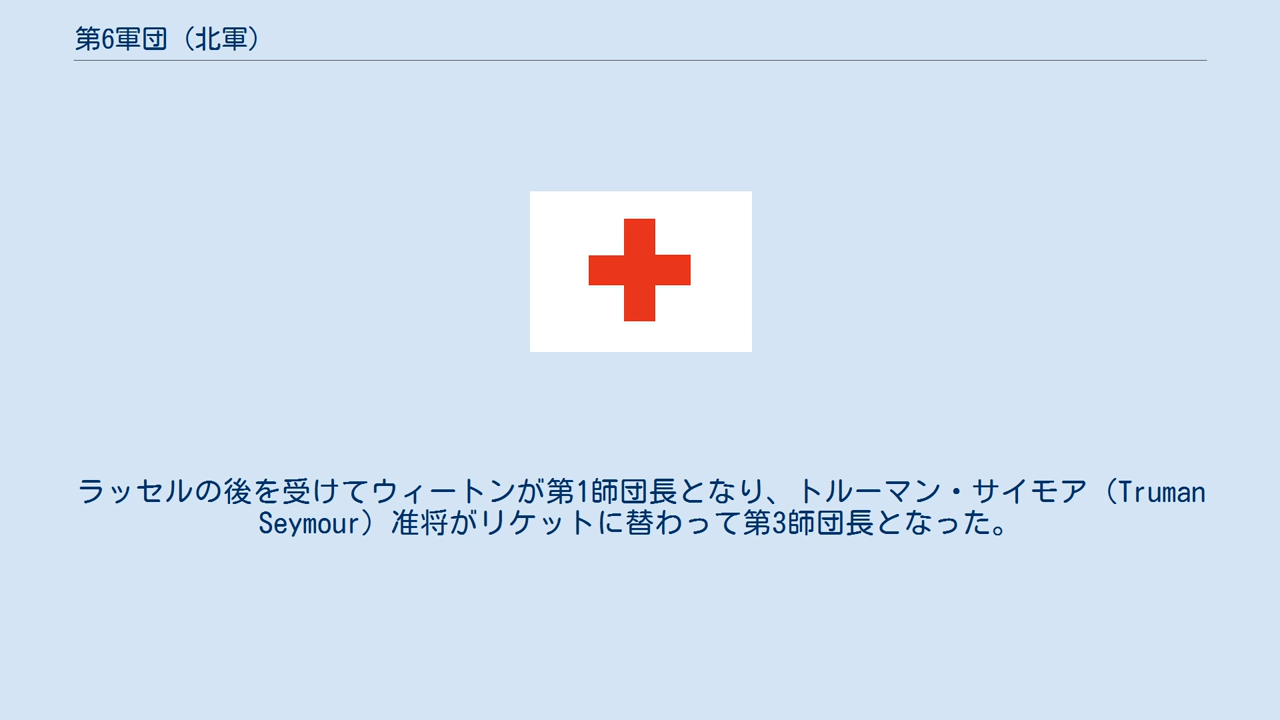 第6軍団（北軍）
ラッセルの後を受けてウィートンが第1師団長となり、トルーマン・サイモア（Truman
Seymour）准将がリケットに替わって第3師団長となった。